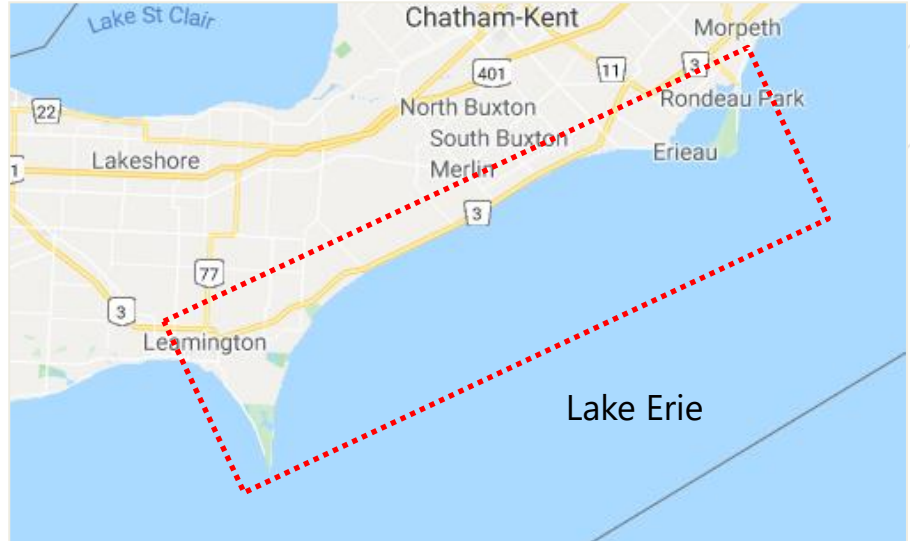 Lake St Clair
Chatham-Kent
Morpeth
401
11
3
22
North Buxton
Rondeau Park
South Buxton
Lakeshore
Merlin
Erieau
1
3
77
3
Leamington
Lake Erie